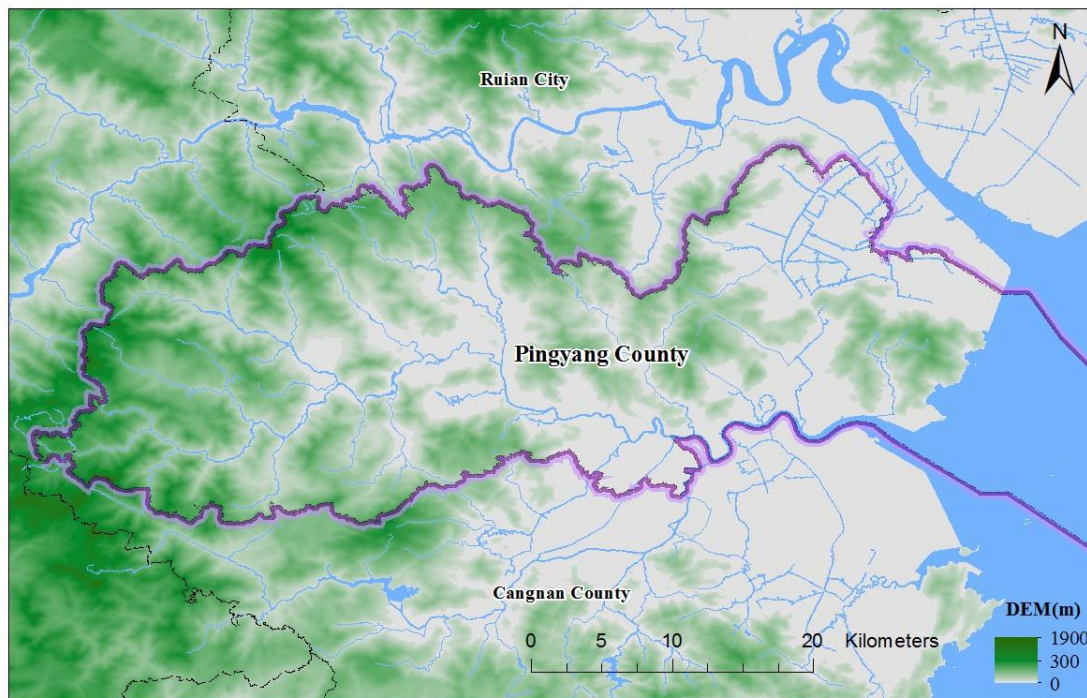 N
Ruian City
Pingyang County
Cangnan County
0 5 10 20 Kilometers
DEM(m)
1900
300
0